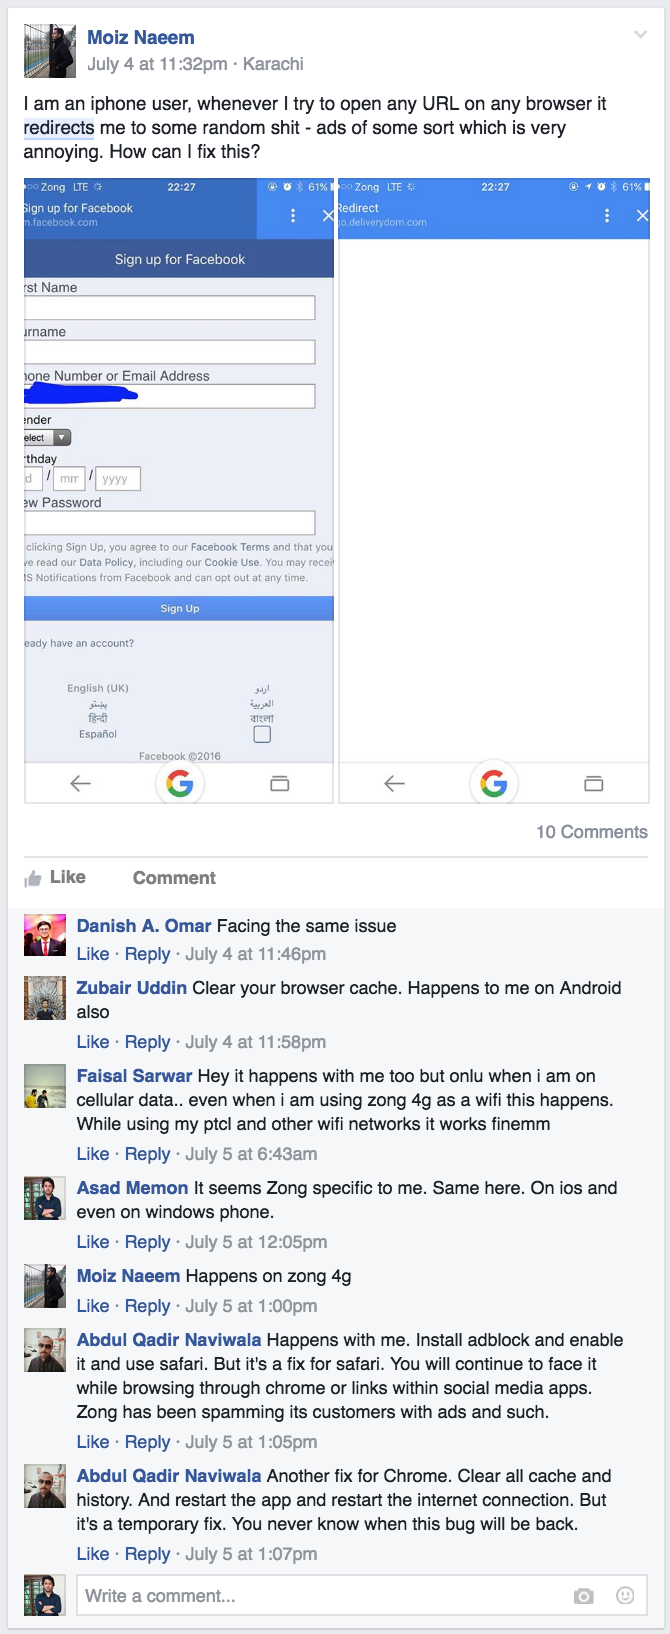 Moiz Naeem
July 4 at 11:32pm · Karachi
I am an iphone user, whenever I try to open any URL on any browser it
redirects me to some random shit - ads of some sort which is very
annoying. How can I fix this?
Zong LTE 22:27 61%
Sign up for Facebook
m.facebook.com
Sign up for Facebook
rst Name
urname
hone Number or Email Address
ender
elect
rthday
d / mm / yyyy
ew Password
clicking Sign Up, you agree to our Facebook Terms and that you
ve read our Data Policy, including our Cookie Use. You may recei
IS Notifications from Facebook and can opt out at any time.
Sign Up
eady have an account?
English (UK) اردو
پښتو العربية
हिन्दी বাংলা
Español
Facebook ©2016
Zong LTE 22:27 61%
Redirect
go.deliverydom.com
10 Comments
Like Comment
Danish A. Omar Facing the same issue
Like · Reply · July 4 at 11:46pm
Zubair Uddin Clear your browser cache. Happens to me on Android
also
Like · Reply · July 4 at 11:58pm
Faisal Sarwar Hey it happens with me too but onlu when i am on
cellular data.. even when i am using zong 4g as a wifi this happens.
While using my ptcl and other wifi networks it works finemm
Like · Reply · July 5 at 6:43am
Asad Memon It seems Zong specific to me. Same here. On ios and
even on windows phone.
Like · Reply · July 5 at 12:05pm
Moiz Naeem Happens on zong 4g
Like · Reply · July 5 at 1:00pm
Abdul Qadir Naviwala Happens with me. Install adblock and enable
it and use safari. But it's a fix for safari. You will continue to face it
while browsing through chrome or links within social media apps.
Zong has been spamming its customers with ads and such.
Like · Reply · July 5 at 1:05pm
Abdul Qadir Naviwala Another fix for Chrome. Clear all cache and
history. And restart the app and restart the internet connection. But
it's a temporary fix. You never know when this bug will be back.
Like · Reply · July 5 at 1:07pm
Write a comment...